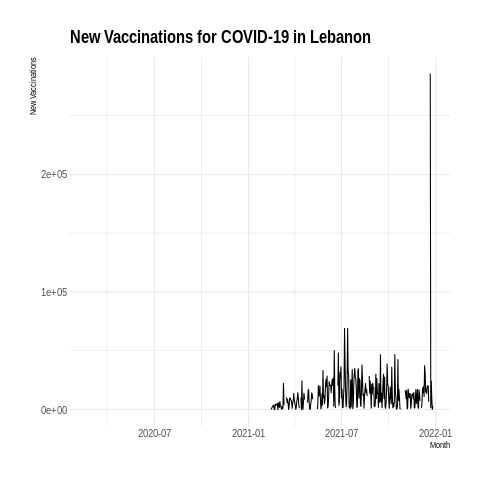 New Vaccinations for COVID-19 in Lebanon
New Vaccinations
2e+05
1e+05
0e+00
2020-07 2021-01 2021-07 2022-01
Month